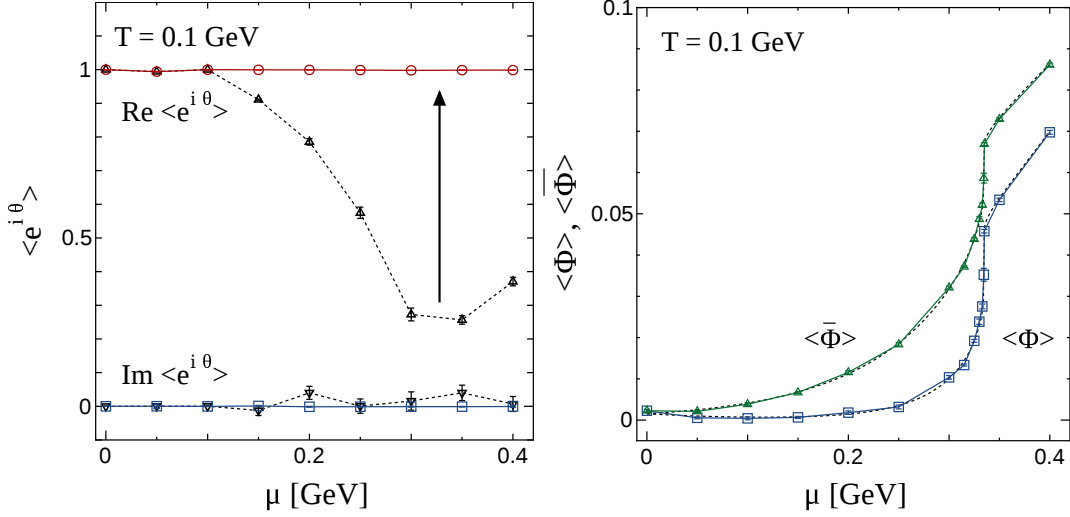 T = 0.1 GeV
1
Re <e^{i θ}>
<e^{i θ}>
0.5
Im <e^{i θ}>
0
0
0.2
0.4
μ [GeV]
0.1
T = 0.1 GeV
<Φ>, <Φ̅>
0.05
<Φ̅>
<Φ>
0
0
0.2
0.4
μ [GeV]